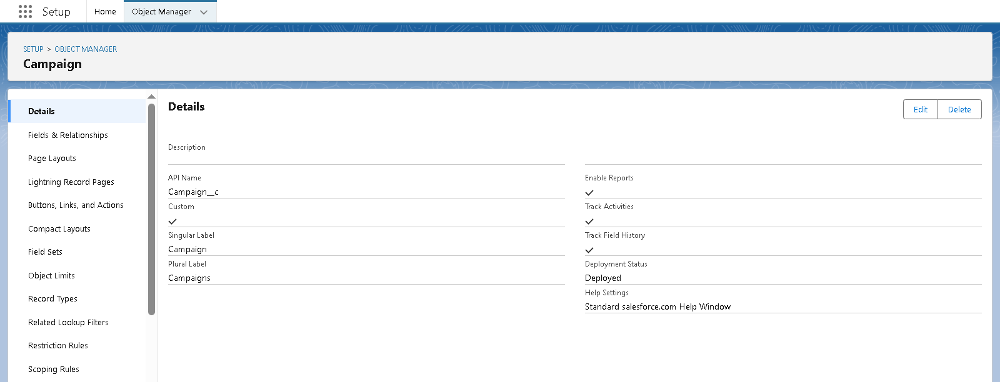 Setup
Home
Object Manager
SETUP > OBJECT MANAGER
Campaign
Details
Fields & Relationships
Page Layouts
Lightning Record Pages
Buttons, Links, and Actions
Compact Layouts
Field Sets
Object Limits
Record Types
Related Lookup Filters
Restriction Rules
Scoping Rules
Details
Edit
Delete
Description
API Name
Campaign__c
Custom
Singular Label
Campaign
Plural Label
Campaigns
Enable Reports
Track Activities
Track Field History
Deployment Status
Deployed
Help Settings
Standard salesforce.com Help Window